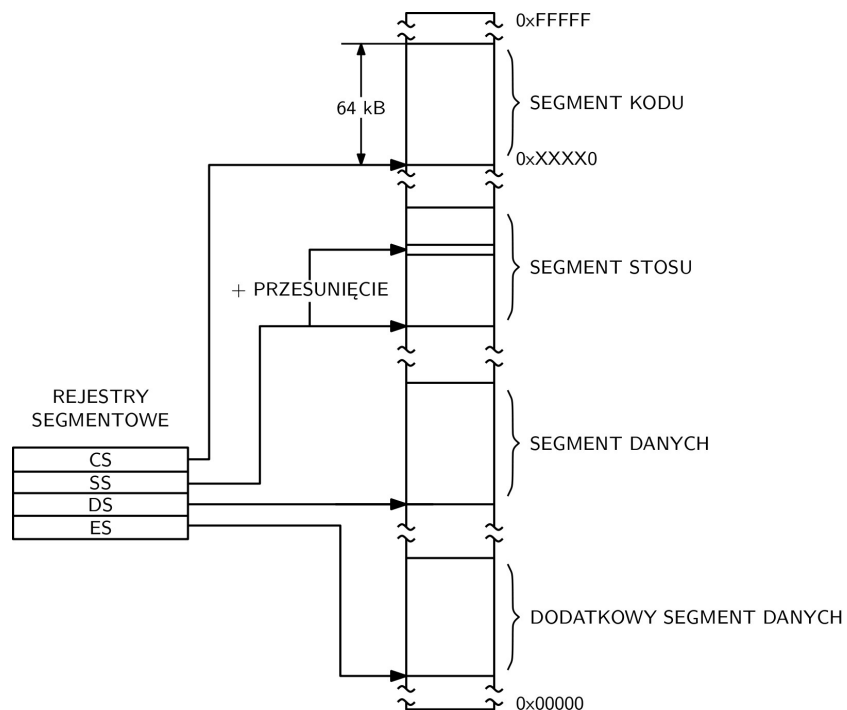 0xFFFFF
SEGMENT KODU
64 kB
0xXXXX0
SEGMENT STOSU
+ PRZESUNIĘCIE
REJESTRY
SEGMENTOWE
SEGMENT DANYCH
CS
SS
DS
ES
DODATKOWY SEGMENT DANYCH
0x00000